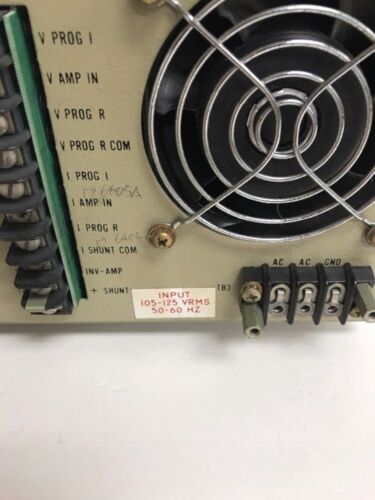 V PROG I
V AMP IN
V PROG R
V PROG R COM
I PROG I
I AMP IN
I PROG R
I SHUNT COM
INV-AMP
+ SHUNT
INPUT
105-125 VRMS
50-60 HZ
TB3
AC AC GND